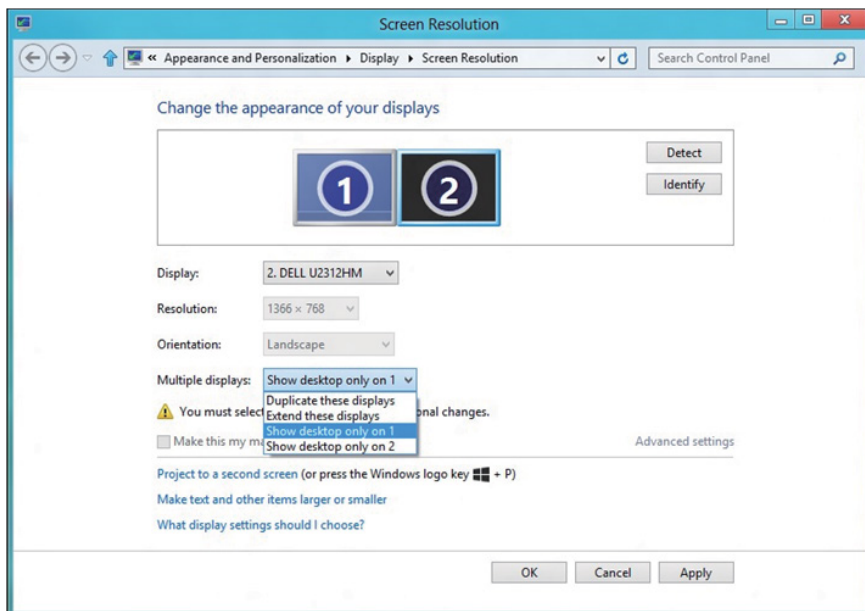 Screen Resolution
« Appearance and Personalization Display Screen Resolution Search Control Panel
Change the appearance of your displays
1 2
Detect
Identify
Display: 2. DELL U2312HM
Resolution: 1366 × 768
Orientation: Landscape
Multiple displays: Show desktop only on 1
Duplicate these displays
You must onal changes.
Extend these displays
Show desktop only on 1
Make this my Show desktop only on 2 Advanced settings
Project to a second screen (or press the Windows logo key + P)
Make text and other items larger or smaller
What display settings should I choose?
OK Cancel Apply